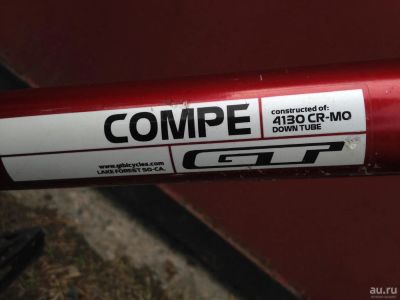 COMPE
constructed of:
4130 CR-MO
DOWN TUBE
www.gtbicycles.com
LAKE FOREST SO-CA.
GT
au.ru